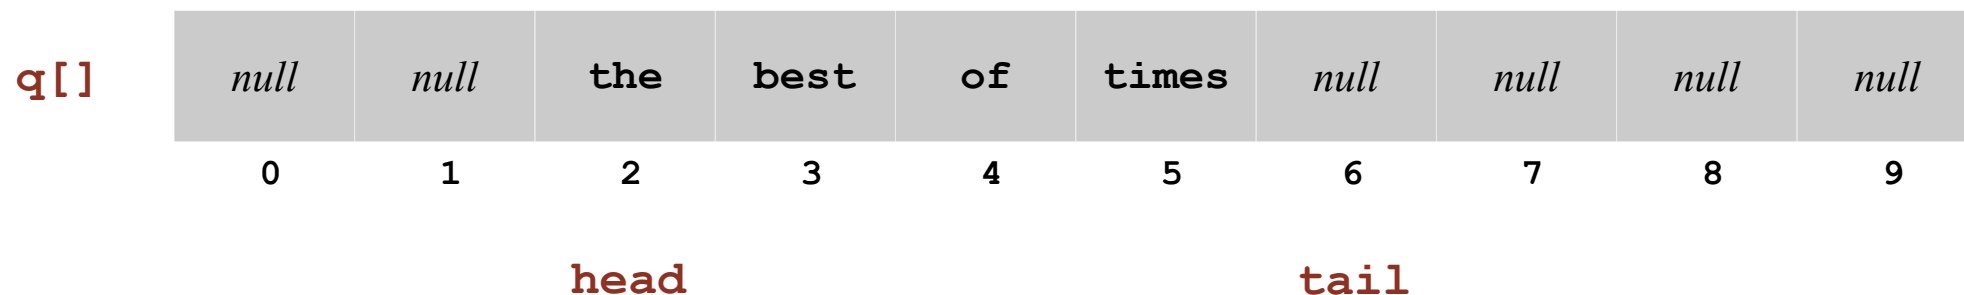 q[] null null the best of times null null null null
0 1 2 3 4 5 6 7 8 9
head tail